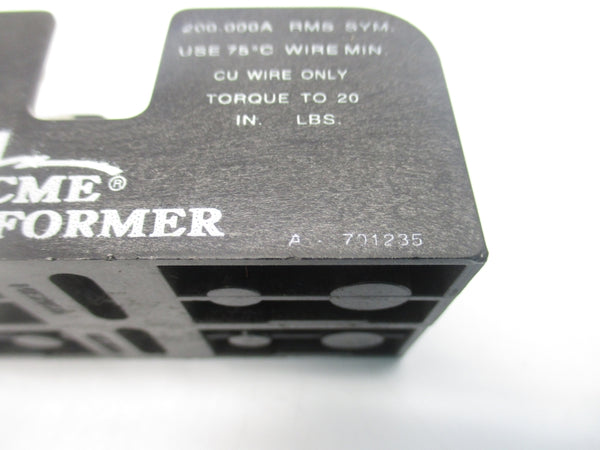 200,000A RMS SYM.
USE 75°C WIRE MIN.
CU WIRE ONLY
TORQUE TO 20
IN. LBS.
CME®
FORMER
A - 701235